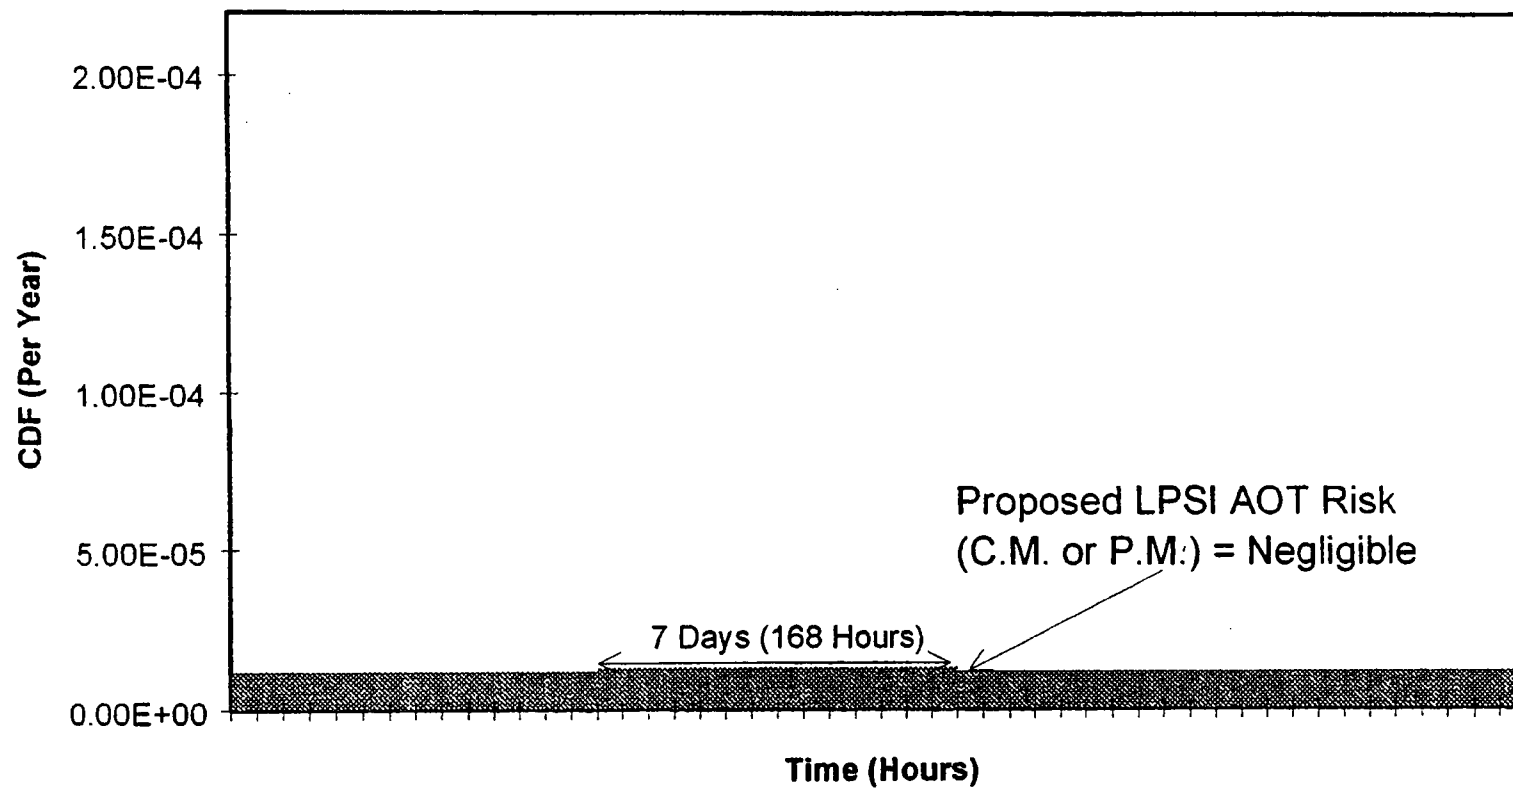 2.00E-04
1.50E-04
1.00E-04
5.00E-05
0.00E+00
CDF (Per Year)
Proposed LPSI AOT Risk
(C.M. or P.M.) = Negligible
7 Days (168 Hours)
Time (Hours)